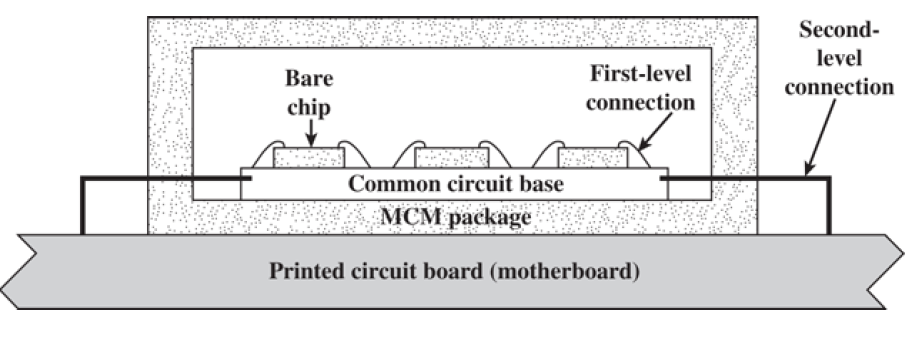 Second-
level
connection
Bare
chip
First-level
connection
Common circuit base
MCM package
Printed circuit board (motherboard)